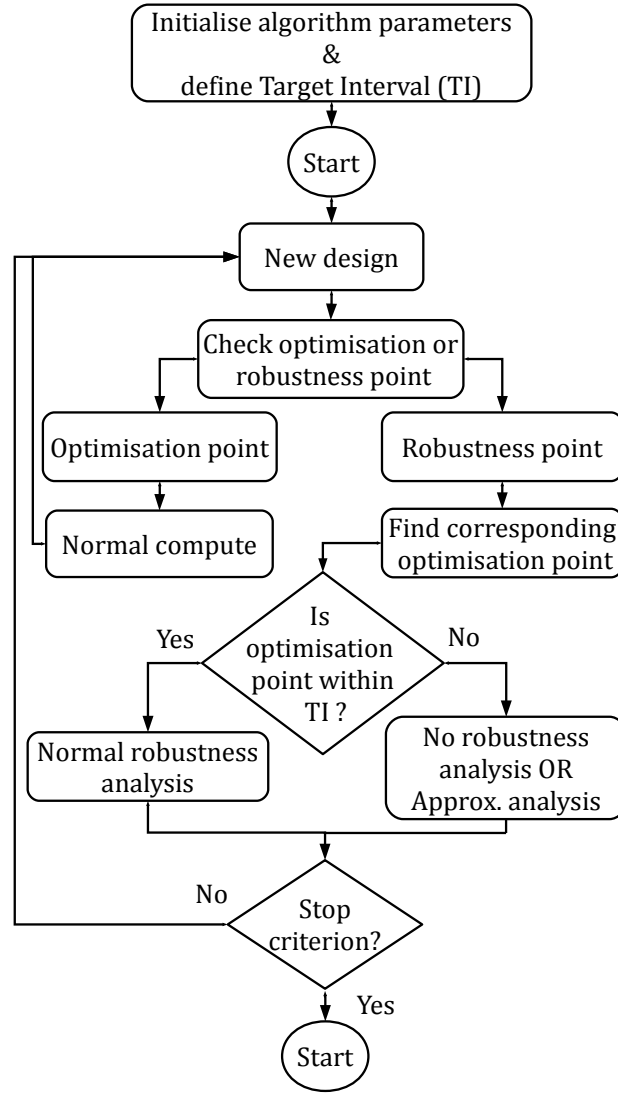 Initialise algorithm parameters
&
define Target Interval (TI)
Start
New design
Check optimisation or
robustness point
Optimisation point
Robustness point
Normal compute
Find corresponding
optimisation point
Is
optimisation
point within
TI ?
Yes
No
Normal robustness
analysis
No robustness
analysis OR
Approx. analysis
No
Stop
criterion?
Yes
Start